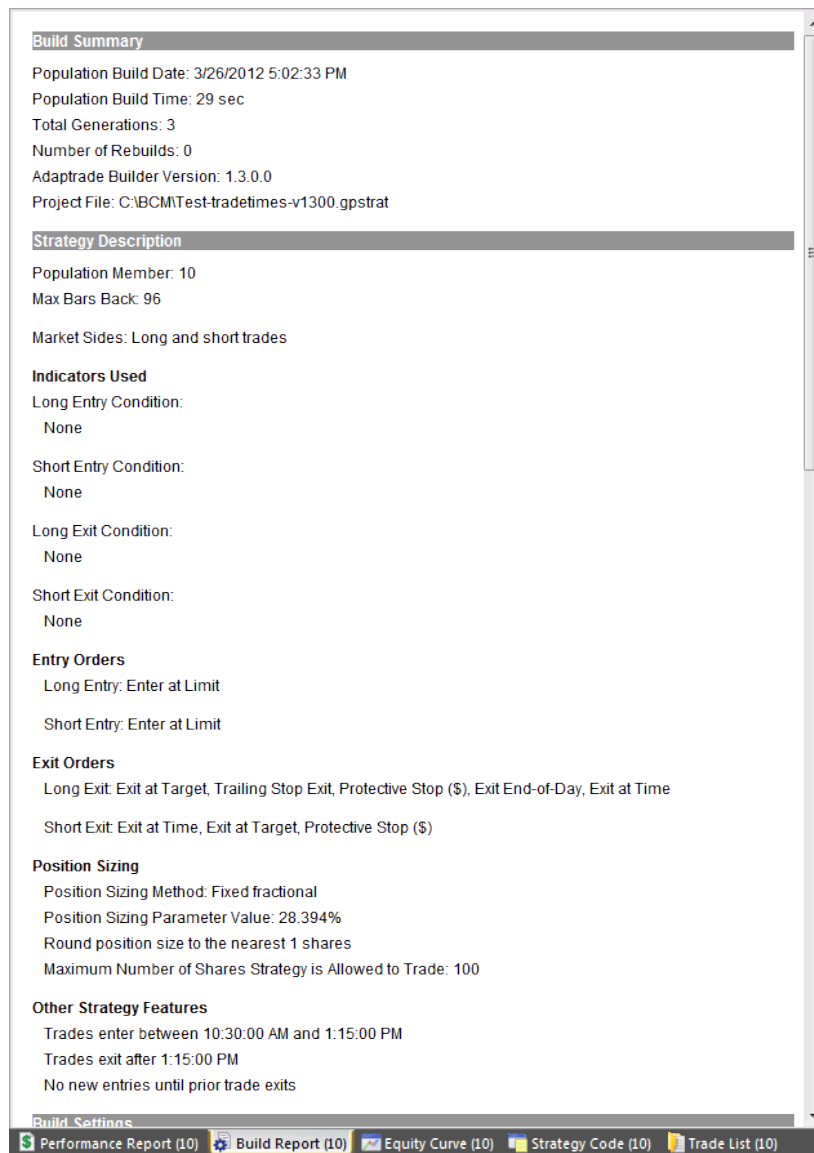 Build Summary
Population Build Date: 3/26/2012 5:02:33 PM
Population Build Time: 29 sec
Total Generations: 3
Number of Rebuilds: 0
Adaptrade Builder Version: 1.3.0.0
Project File: C:\BCM\Test-tradetimes-v1300.gpstrat
Strategy Description
Population Member: 10
Max Bars Back: 96
Market Sides: Long and short trades
Indicators Used
Long Entry Condition:
None
Short Entry Condition:
None
Long Exit Condition:
None
Short Exit Condition:
None
Entry Orders
Long Entry: Enter at Limit
Short Entry: Enter at Limit
Exit Orders
Long Exit: Exit at Target, Trailing Stop Exit, Protective Stop ($), Exit End-of-Day, Exit at Time
Short Exit: Exit at Time, Exit at Target, Protective Stop ($)
Position Sizing
Position Sizing Method: Fixed fractional
Position Sizing Parameter Value: 28.394%
Round position size to the nearest 1 shares
Maximum Number of Shares Strategy is Allowed to Trade: 100
Other Strategy Features
Trades enter between 10:30:00 AM and 1:15:00 PM
Trades exit after 1:15:00 PM
No new entries until prior trade exits
Build Settings
Performance Report (10) Build Report (10) Equity Curve (10) Strategy Code (10) Trade List (10)